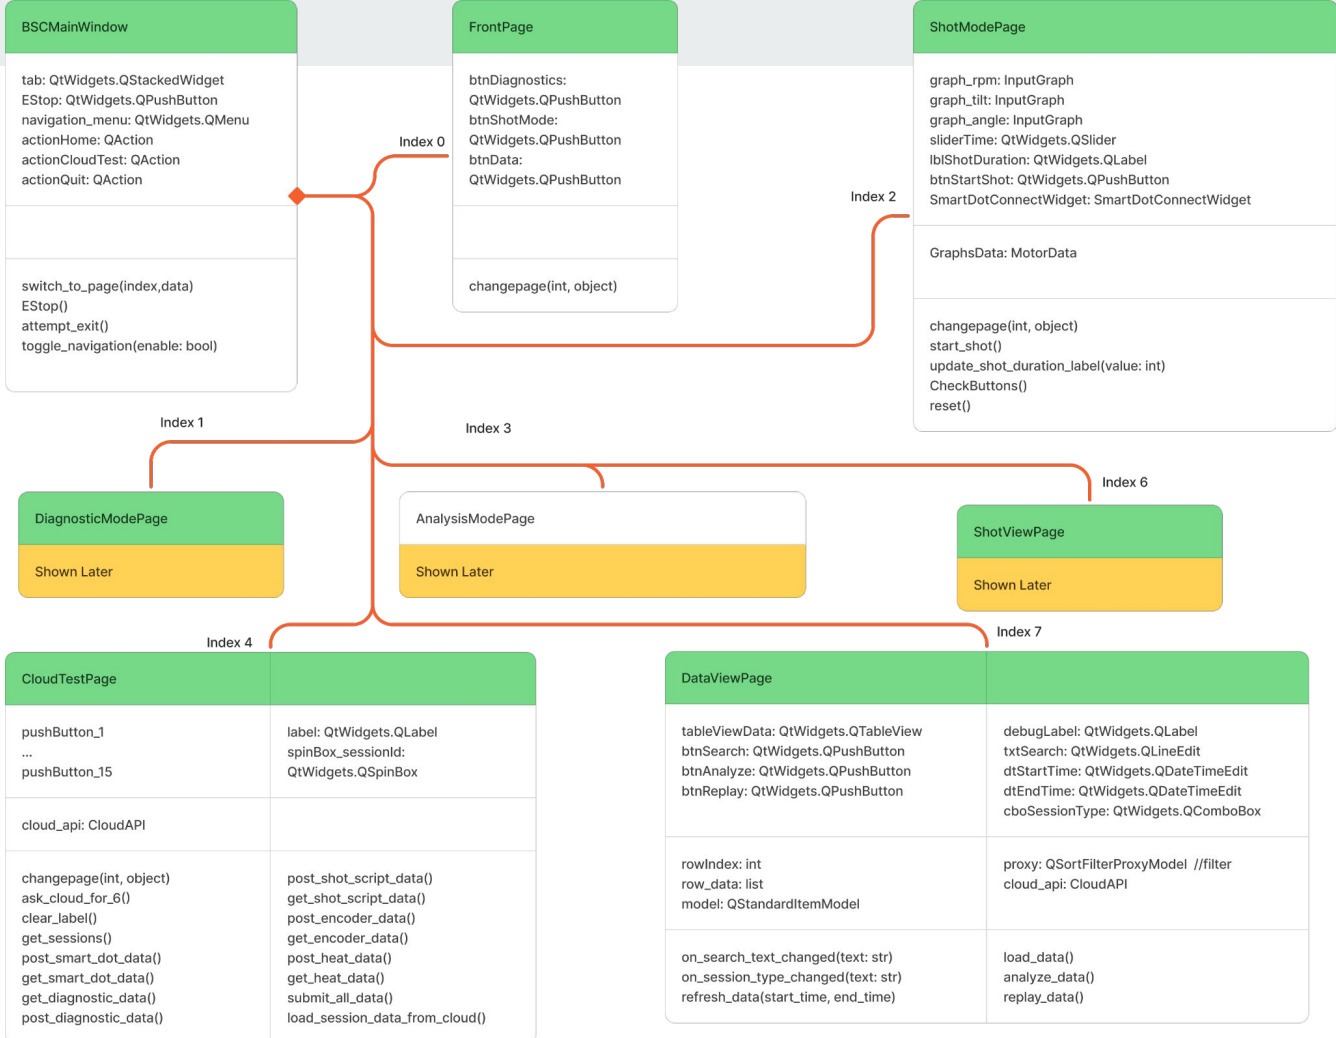 BSCMainWindow
tab: QtWidgets.QStackedWidget
EStop: QtWidgets.QPushButton
navigation_menu: QtWidgets.QMenu
actionHome: QAction
actionCloudTest: QAction
actionQuit: QAction
switch_to_page(index,data)
EStop()
attempt_exit()
toggle_navigation(enable: bool)
Index 0
FrontPage
btnDiagnostics:
QtWidgets.QPushButton
btnShotMode:
QtWidgets.QPushButton
btnData:
QtWidgets.QPushButton
changepage(int, object)
Index 2
ShotModePage
graph_rpm: InputGraph
graph_tilt: InputGraph
graph_angle: InputGraph
sliderTime: QtWidgets.QSlider
lblShotDuration: QtWidgets.QLabel
btnStartShot: QtWidgets.QPushButton
SmartDotConnectWidget: SmartDotConnectWidget
GraphsData: MotorData
changepage(int, object)
start_shot()
update_shot_duration_label(value: int)
CheckButtons()
reset()
Index 1
DiagnosticModePage
Shown Later
Index 3
AnalysisModePage
Shown Later
Index 6
ShotViewPage
Shown Later
Index 4
CloudTestPage
pushButton_1
...
pushButton_15
label: QtWidgets.QLabel
spinBox_sessionId:
QtWidgets.QSpinBox
cloud_api: CloudAPI
changepage(int, object)
ask_cloud_for_6()
clear_label()
get_sessions()
post_smart_dot_data()
get_smart_dot_data()
get_diagnostic_data()
post_diagnostic_data()
post_shot_script_data()
get_shot_script_data()
post_encoder_data()
get_encoder_data()
post_heat_data()
get_heat_data()
submit_all_data()
load_session_data_from_cloud()
Index 7
DataViewPage
tableViewData: QtWidgets.QTableView
btnSearch: QtWidgets.QPushButton
btnAnalyze: QtWidgets.QPushButton
btnReplay: QtWidgets.QPushButton
debugLabel: QtWidgets.QLabel
txtSearch: QtWidgets.QLineEdit
dtStartTime: QtWidgets.QDateTimeEdit
dtEndTime: QtWidgets.QDateTimeEdit
cboSessionType: QtWidgets.QComboBox
rowIndex: int
row_data: list
model: QStandardItemModel
proxy: QSortFilterProxyModel //filter
cloud_api: CloudAPI
on_search_text_changed(text: str)
on_session_type_changed(text: str)
refresh_data(start_time, end_time)
load_data()
analyze_data()
replay_data()